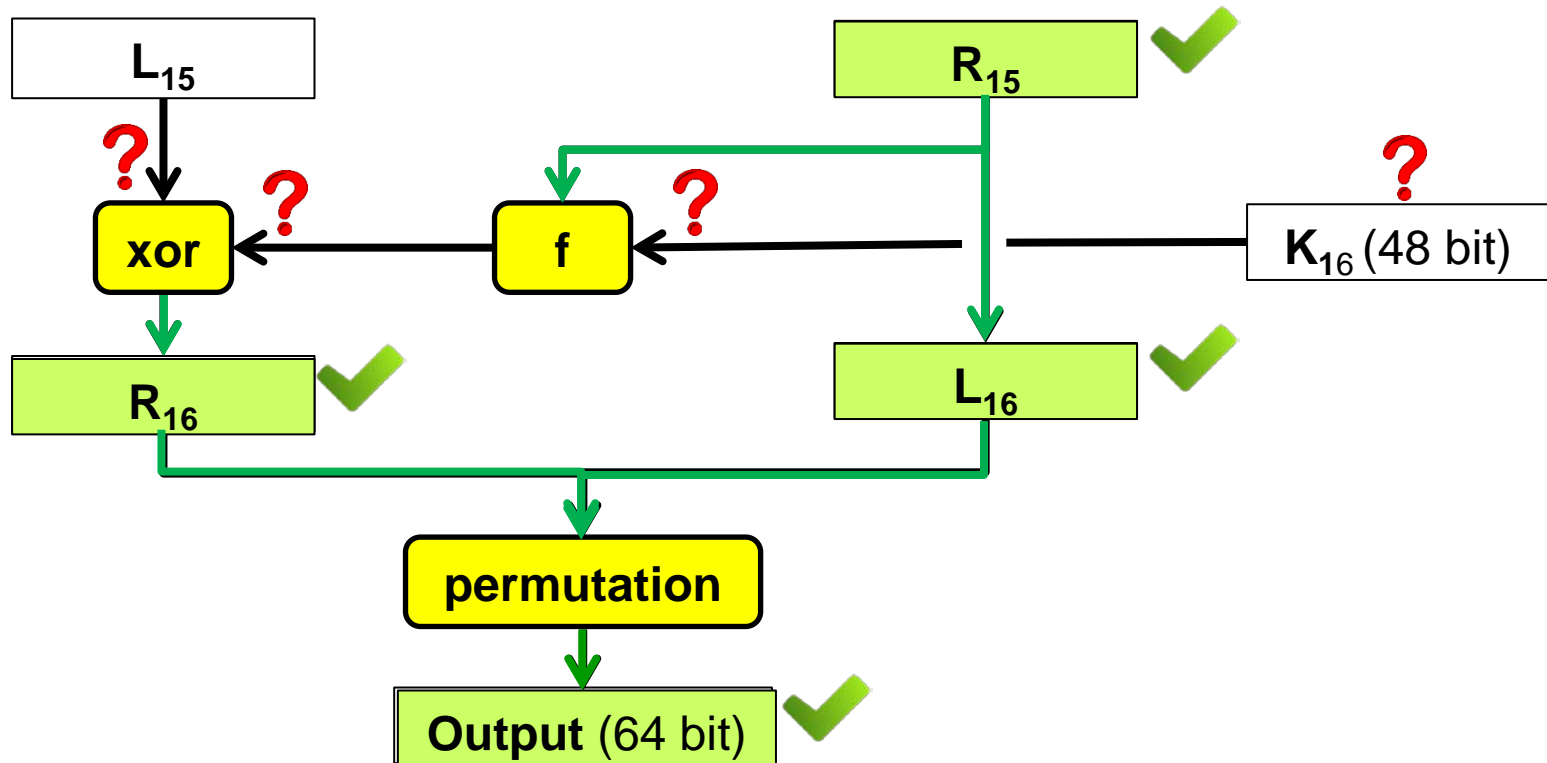 L₁₅
R₁₅
?
?
?
?
xor
f
K₁6 (48 bit)
R₁₆
L₁₆
permutation
Output (64 bit)